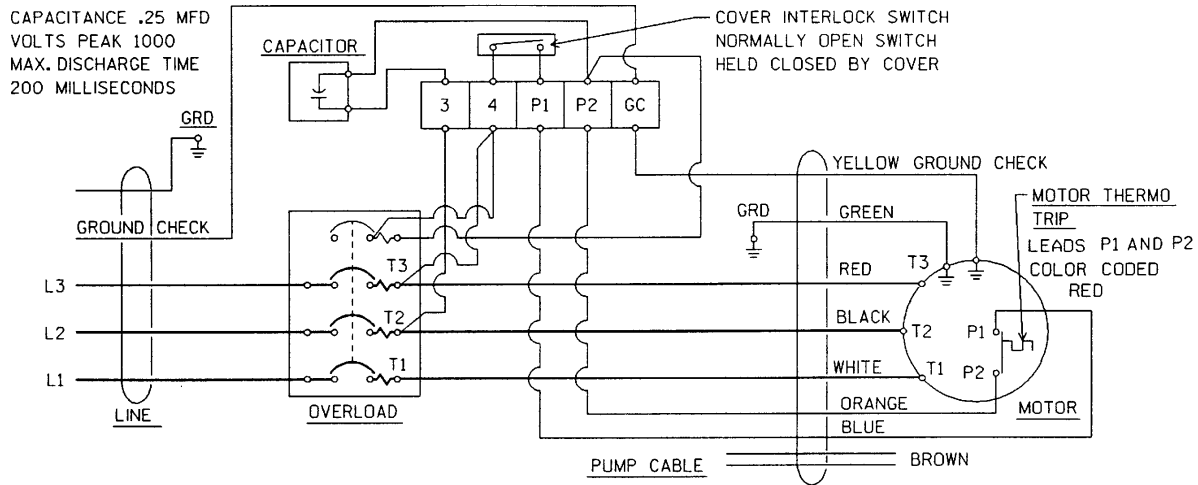 CAPACITANCE .25 MFD
VOLTS PEAK 1000
MAX. DISCHARGE TIME
200 MILLISECONDS
CAPACITOR
COVER INTERLOCK SWITCH
NORMALLY OPEN SWITCH
HELD CLOSED BY COVER
3 4 P1 P2 GC
GRD
GROUND CHECK
YELLOW GROUND CHECK
GRD
GREEN
MOTOR THERMO
TRIP
LEADS P1 AND P2
COLOR CODED
RED
L3
T3
RED
T3
L2
T2
BLACK
T2
P1
L1
T1
WHITE
T1
P2
LINE
OVERLOAD
ORANGE
MOTOR
BLUE
PUMP CABLE
BROWN